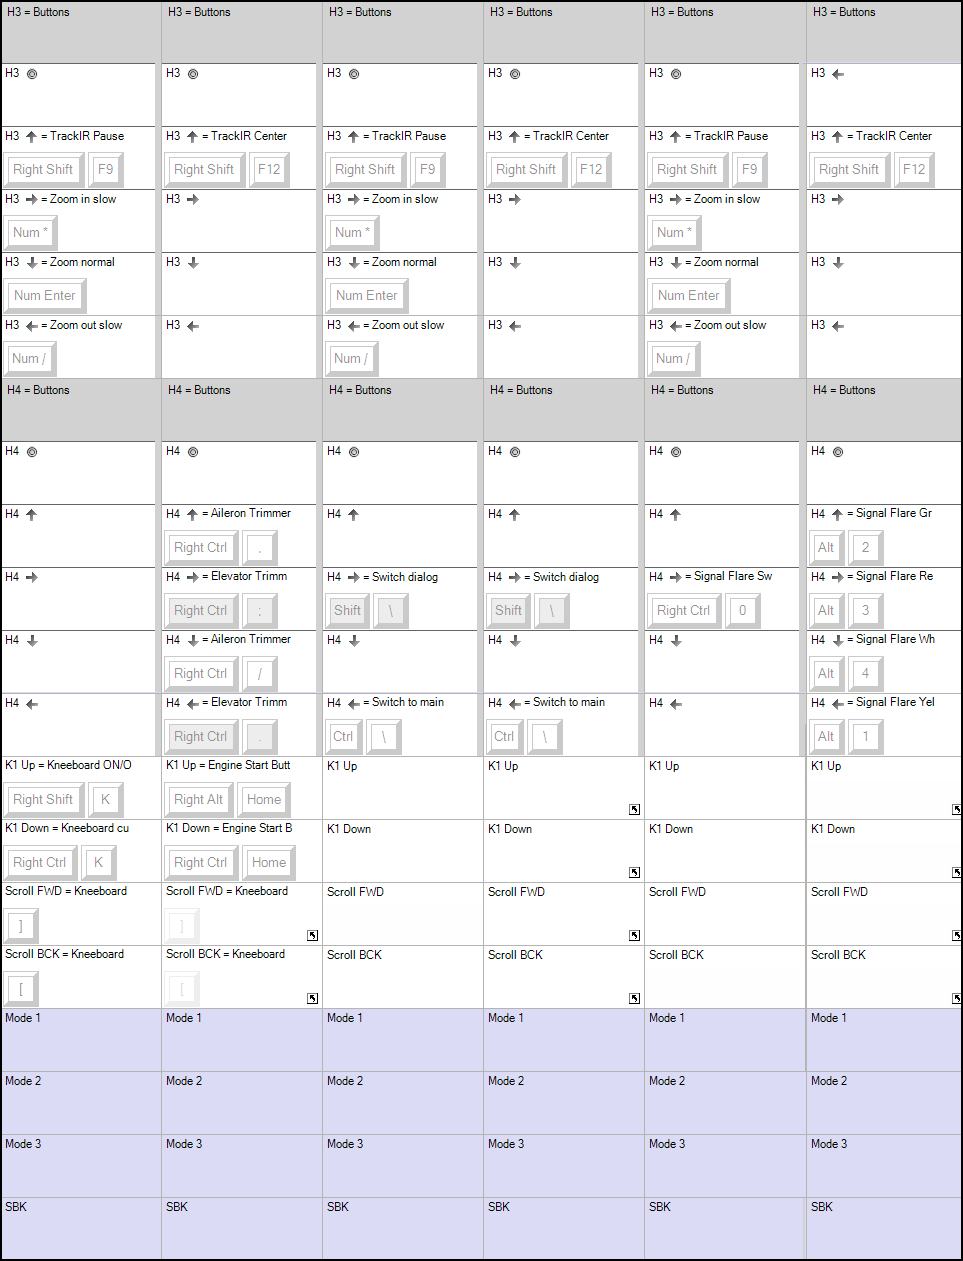 H3 = Buttons H3 = Buttons H3 = Buttons H3 = Buttons H3 = Buttons H3 = Buttons
H3 H3 H3 H3 H3 H3 ←
H3 ↑ = TrackIR Pause H3 ↑ = TrackIR Center H3 ↑ = TrackIR Pause H3 ↑ = TrackIR Center H3 ↑ = TrackIR Pause H3 ↑ = TrackIR Center
Right Shift F9 Right Shift F12 Right Shift F9 Right Shift F12 Right Shift F9 Right Shift F12
H3 → = Zoom in slow H3 → H3 → = Zoom in slow H3 → H3 → = Zoom in slow H3 →
Num * Num * Num *
H3 ↓ = Zoom normal H3 ↓ H3 ↓ = Zoom normal H3 ↓ H3 ↓ = Zoom normal H3 ↓
Num Enter Num Enter Num Enter
H3 ← = Zoom out slow H3 ← H3 ← = Zoom out slow H3 ← H3 ← = Zoom out slow H3 ←
Num / Num / Num /
H4 = Buttons H4 = Buttons H4 = Buttons H4 = Buttons H4 = Buttons H4 = Buttons
H4 H4 H4 H4 H4 H4
H4 ↑ H4 ↑ = Aileron Trimmer H4 ↑ H4 ↑ H4 ↑ H4 ↑ = Signal Flare Gr
Right Ctrl . Alt 2
H4 → H4 → = Elevator Trimm H4 → = Switch dialog H4 → = Switch dialog H4 → = Signal Flare Sw H4 → = Signal Flare Re
Right Ctrl ; Shift \ Shift \ Right Ctrl 0 Alt 3
H4 ↓ H4 ↓ = Aileron Trimmer H4 ↓ H4 ↓ H4 ↓ H4 ↓ = Signal Flare Wh
Right Ctrl / Alt 4
H4 ← H4 ← = Elevator Trimm H4 ← = Switch to main H4 ← = Switch to main H4 ← H4 ← = Signal Flare Yel
Right Ctrl . Ctrl \ Ctrl \ Alt 1
K1 Up = Kneeboard ON/O K1 Up = Engine Start Butt K1 Up K1 Up K1 Up K1 Up
Right Shift K Right Alt Home
K1 Down = Kneeboard cu K1 Down = Engine Start B K1 Down K1 Down K1 Down K1 Down
Right Ctrl K Right Ctrl Home
Scroll FWD = Kneeboard Scroll FWD = Kneeboard Scroll FWD Scroll FWD Scroll FWD Scroll FWD
] ]
Scroll BCK = Kneeboard Scroll BCK = Kneeboard Scroll BCK Scroll BCK Scroll BCK Scroll BCK
[ [
Mode 1 Mode 1 Mode 1 Mode 1 Mode 1 Mode 1
Mode 2 Mode 2 Mode 2 Mode 2 Mode 2 Mode 2
Mode 3 Mode 3 Mode 3 Mode 3 Mode 3 Mode 3
SBK SBK SBK SBK SBK SBK